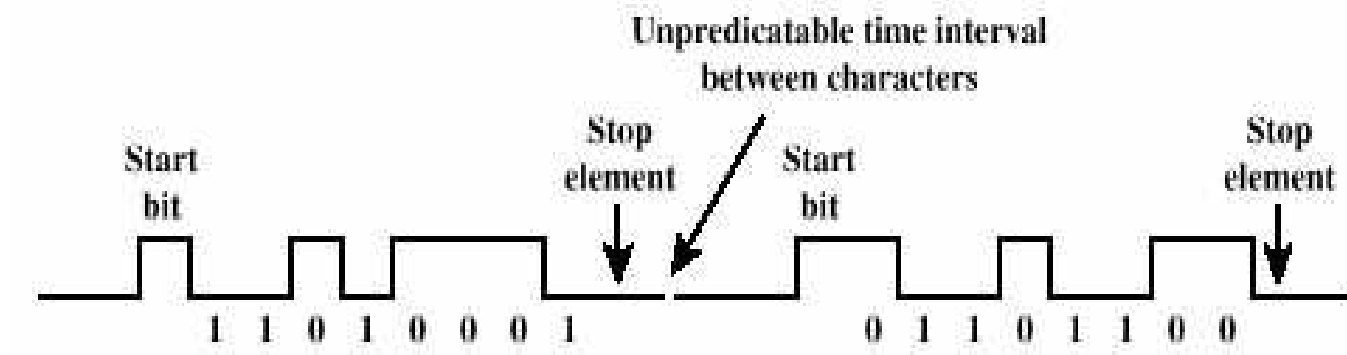 Unpredicatable time interval
between characters
Stop
element
Start
bit
Start
bit
Stop
element
1 1 0 1 0 0 0 1
0 1 1 0 1 1 0 0